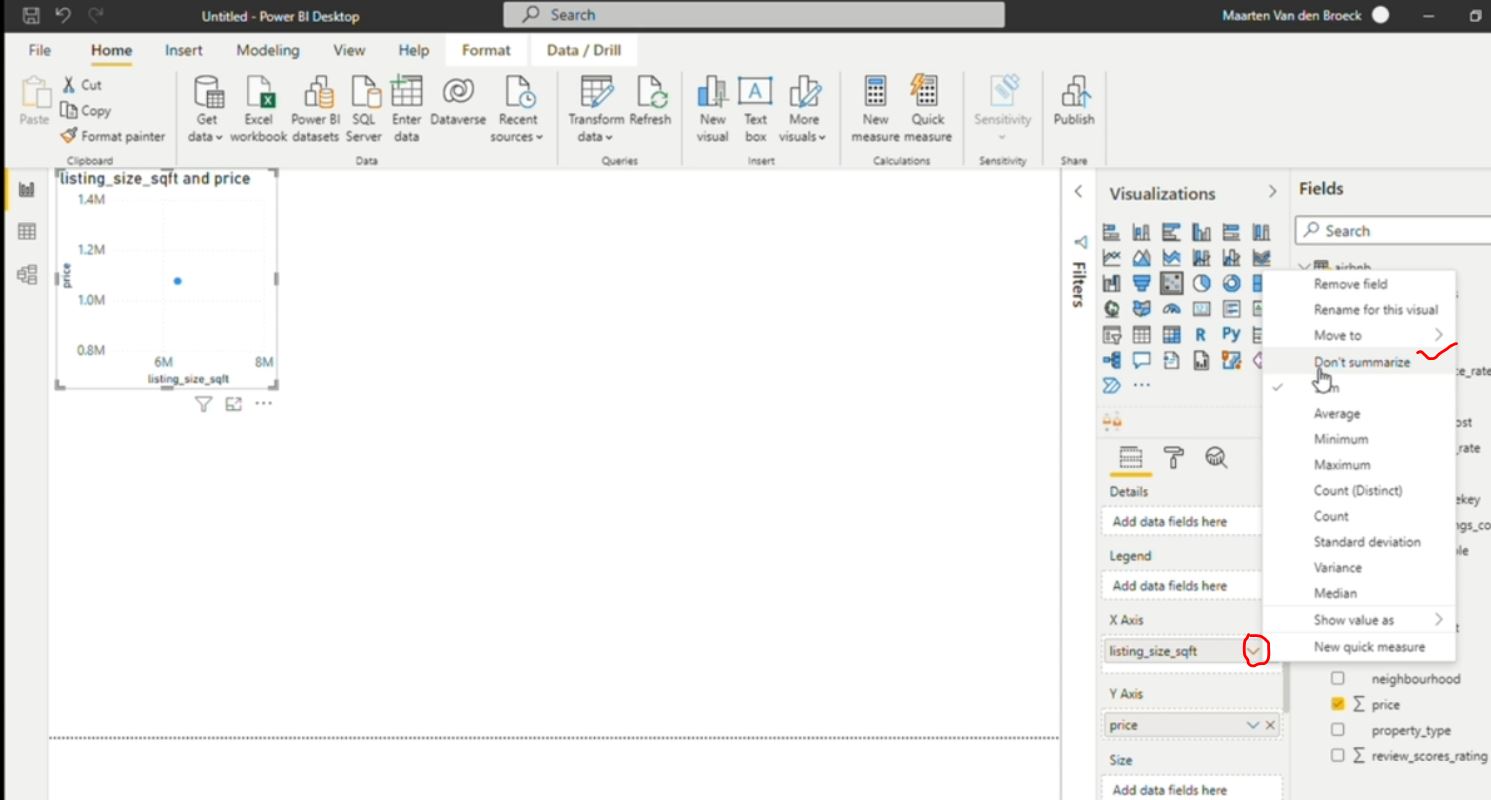 Untitled - Power BI Desktop
Search
Maarten Van den Broeck
File Home Insert Modeling View Help Format Data / Drill
Paste
Cut
Copy
Format painter
Clipboard
Get data
Excel workbook
Power BI datasets
SQL Server
Enter data
Dataverse
Recent sources
Data
Transform data
Refresh
Queries
New visual
Text box
More visuals
Insert
New measure
Quick measure
Calculations
Sensitivity
Sensitivity
Publish
Share
listing_size_sqft and price
1.4M
1.2M
1.0M
0.8M
price
6M 8M
listing_size_sqft
Filters
Visualizations
R Py
Details
Add data fields here
Legend
Add data fields here
X Axis
listing_size_sqft
Y Axis
price
Size
Add data fields here
Fields
Search
Remove field
Rename for this visual
Move to
Don't summarize
Average
Minimum
Maximum
Count (Distinct)
Count
Standard deviation
Variance
Median
Show value as
New quick measure
neighbourhood
price
property_type
review_scores_rating